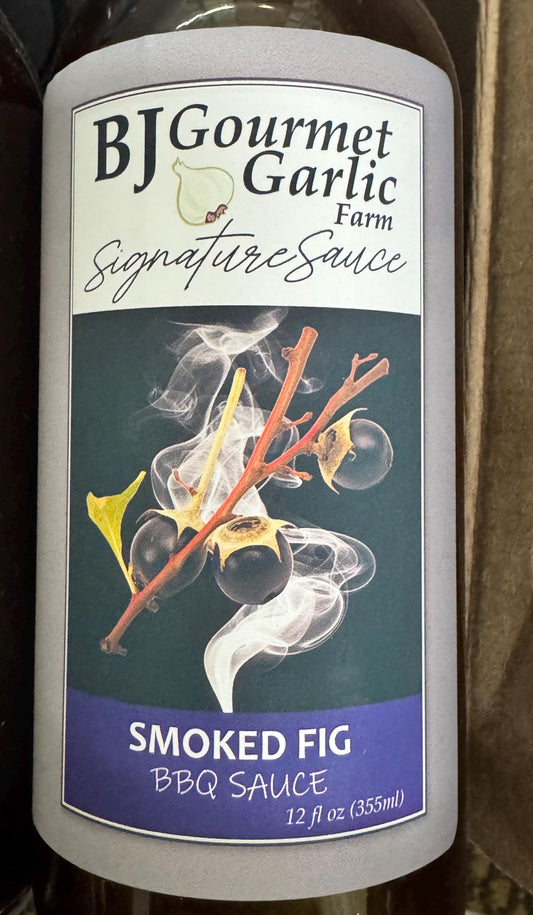 BJ Gourmet
Garlic
Farm
Signature Sauce
SMOKED FIG
BBQ SAUCE
12 fl oz (355ml)